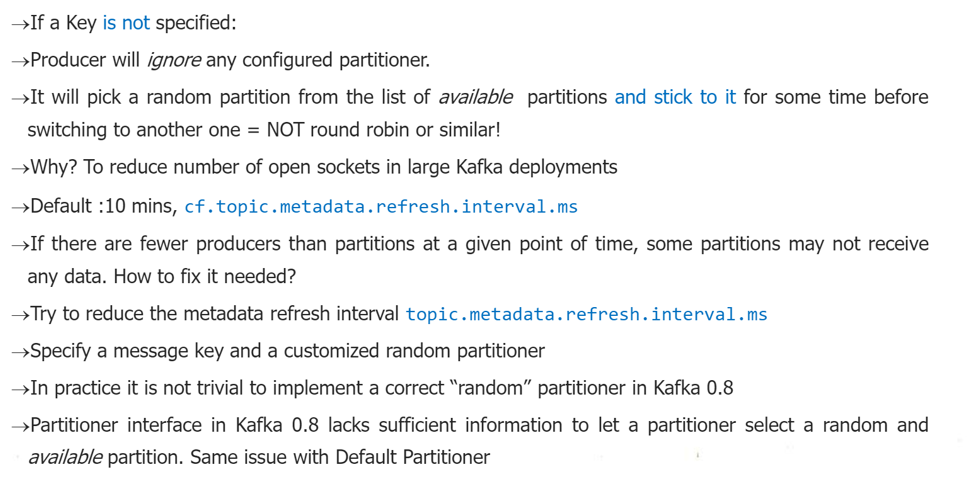 →If a Key is not specified:
→Producer will ignore any configured partitioner.
→It will pick a random partition from the list of available partitions and stick to it for some time before
switching to another one = NOT round robin or similar!
→Why? To reduce number of open sockets in large Kafka deployments
→Default :10 mins, cf.topic.metadata.refresh.interval.ms
→If there are fewer producers than partitions at a given point of time, some partitions may not receive
any data. How to fix it needed?
→Try to reduce the metadata refresh interval topic.metadata.refresh.interval.ms
→Specify a message key and a customized random partitioner
→In practice it is not trivial to implement a correct “random” partitioner in Kafka 0.8
→Partitioner interface in Kafka 0.8 lacks sufficient information to let a partitioner select a random and
available partition. Same issue with Default Partitioner